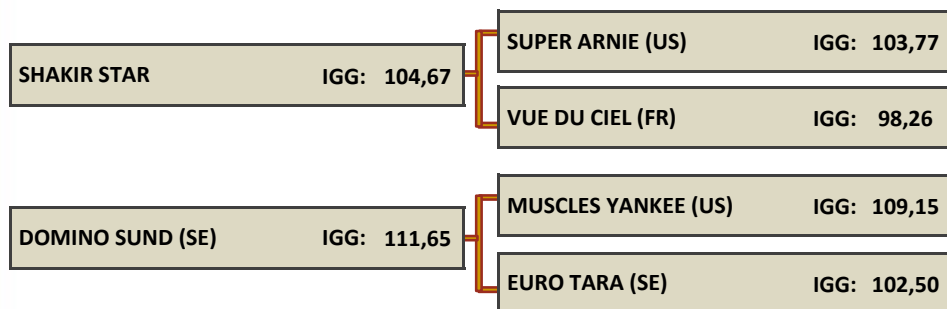 SUPER ARNIE (US) IGG: 103,77
SHAKIR STAR IGG: 104,67
VUE DU CIEL (FR) IGG: 98,26
MUSCLES YANKEE (US) IGG: 109,15
DOMINO SUND (SE) IGG: 111,65
EURO TARA (SE) IGG: 102,50